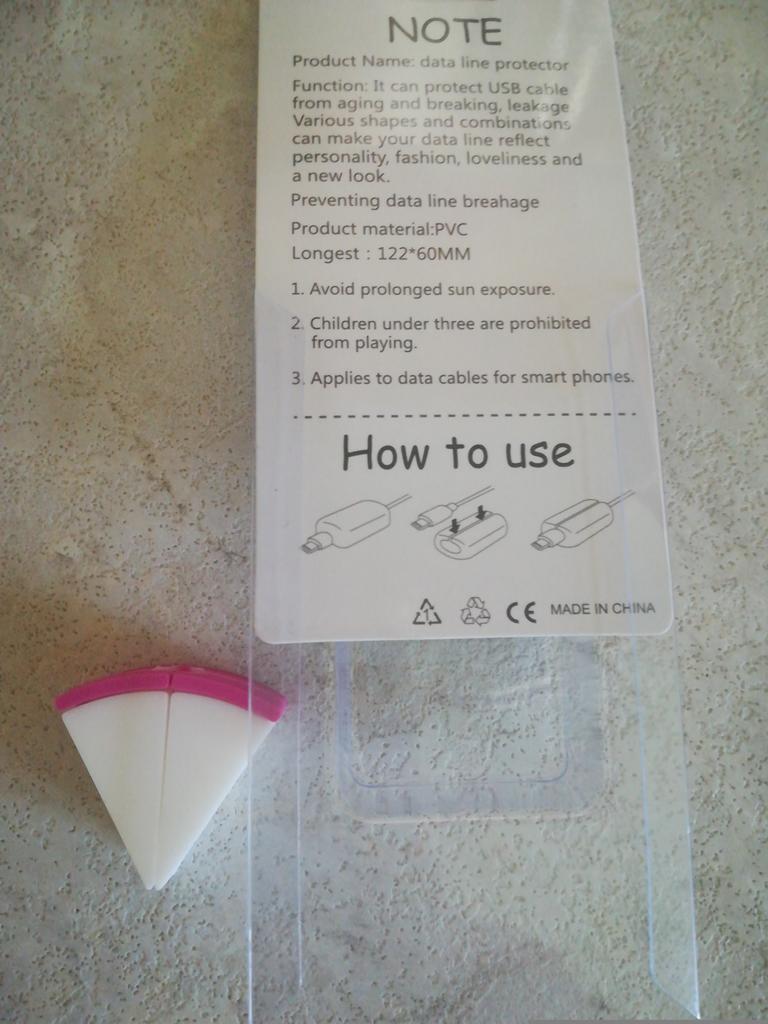 NOTE
Product Name: data line protector
Function: It can protect USB cable
from aging and breaking, leakage
Various shapes and combinations
can make your data line reflect
personality, fashion, loveliness and
a new look.
Preventing data line breahage
Product material:PVC
Longest : 122*60MM
1. Avoid prolonged sun exposure.
2. Children under three are prohibited
from playing.
3. Applies to data cables for smart phones.
How to use
1
CE MADE IN CHINA